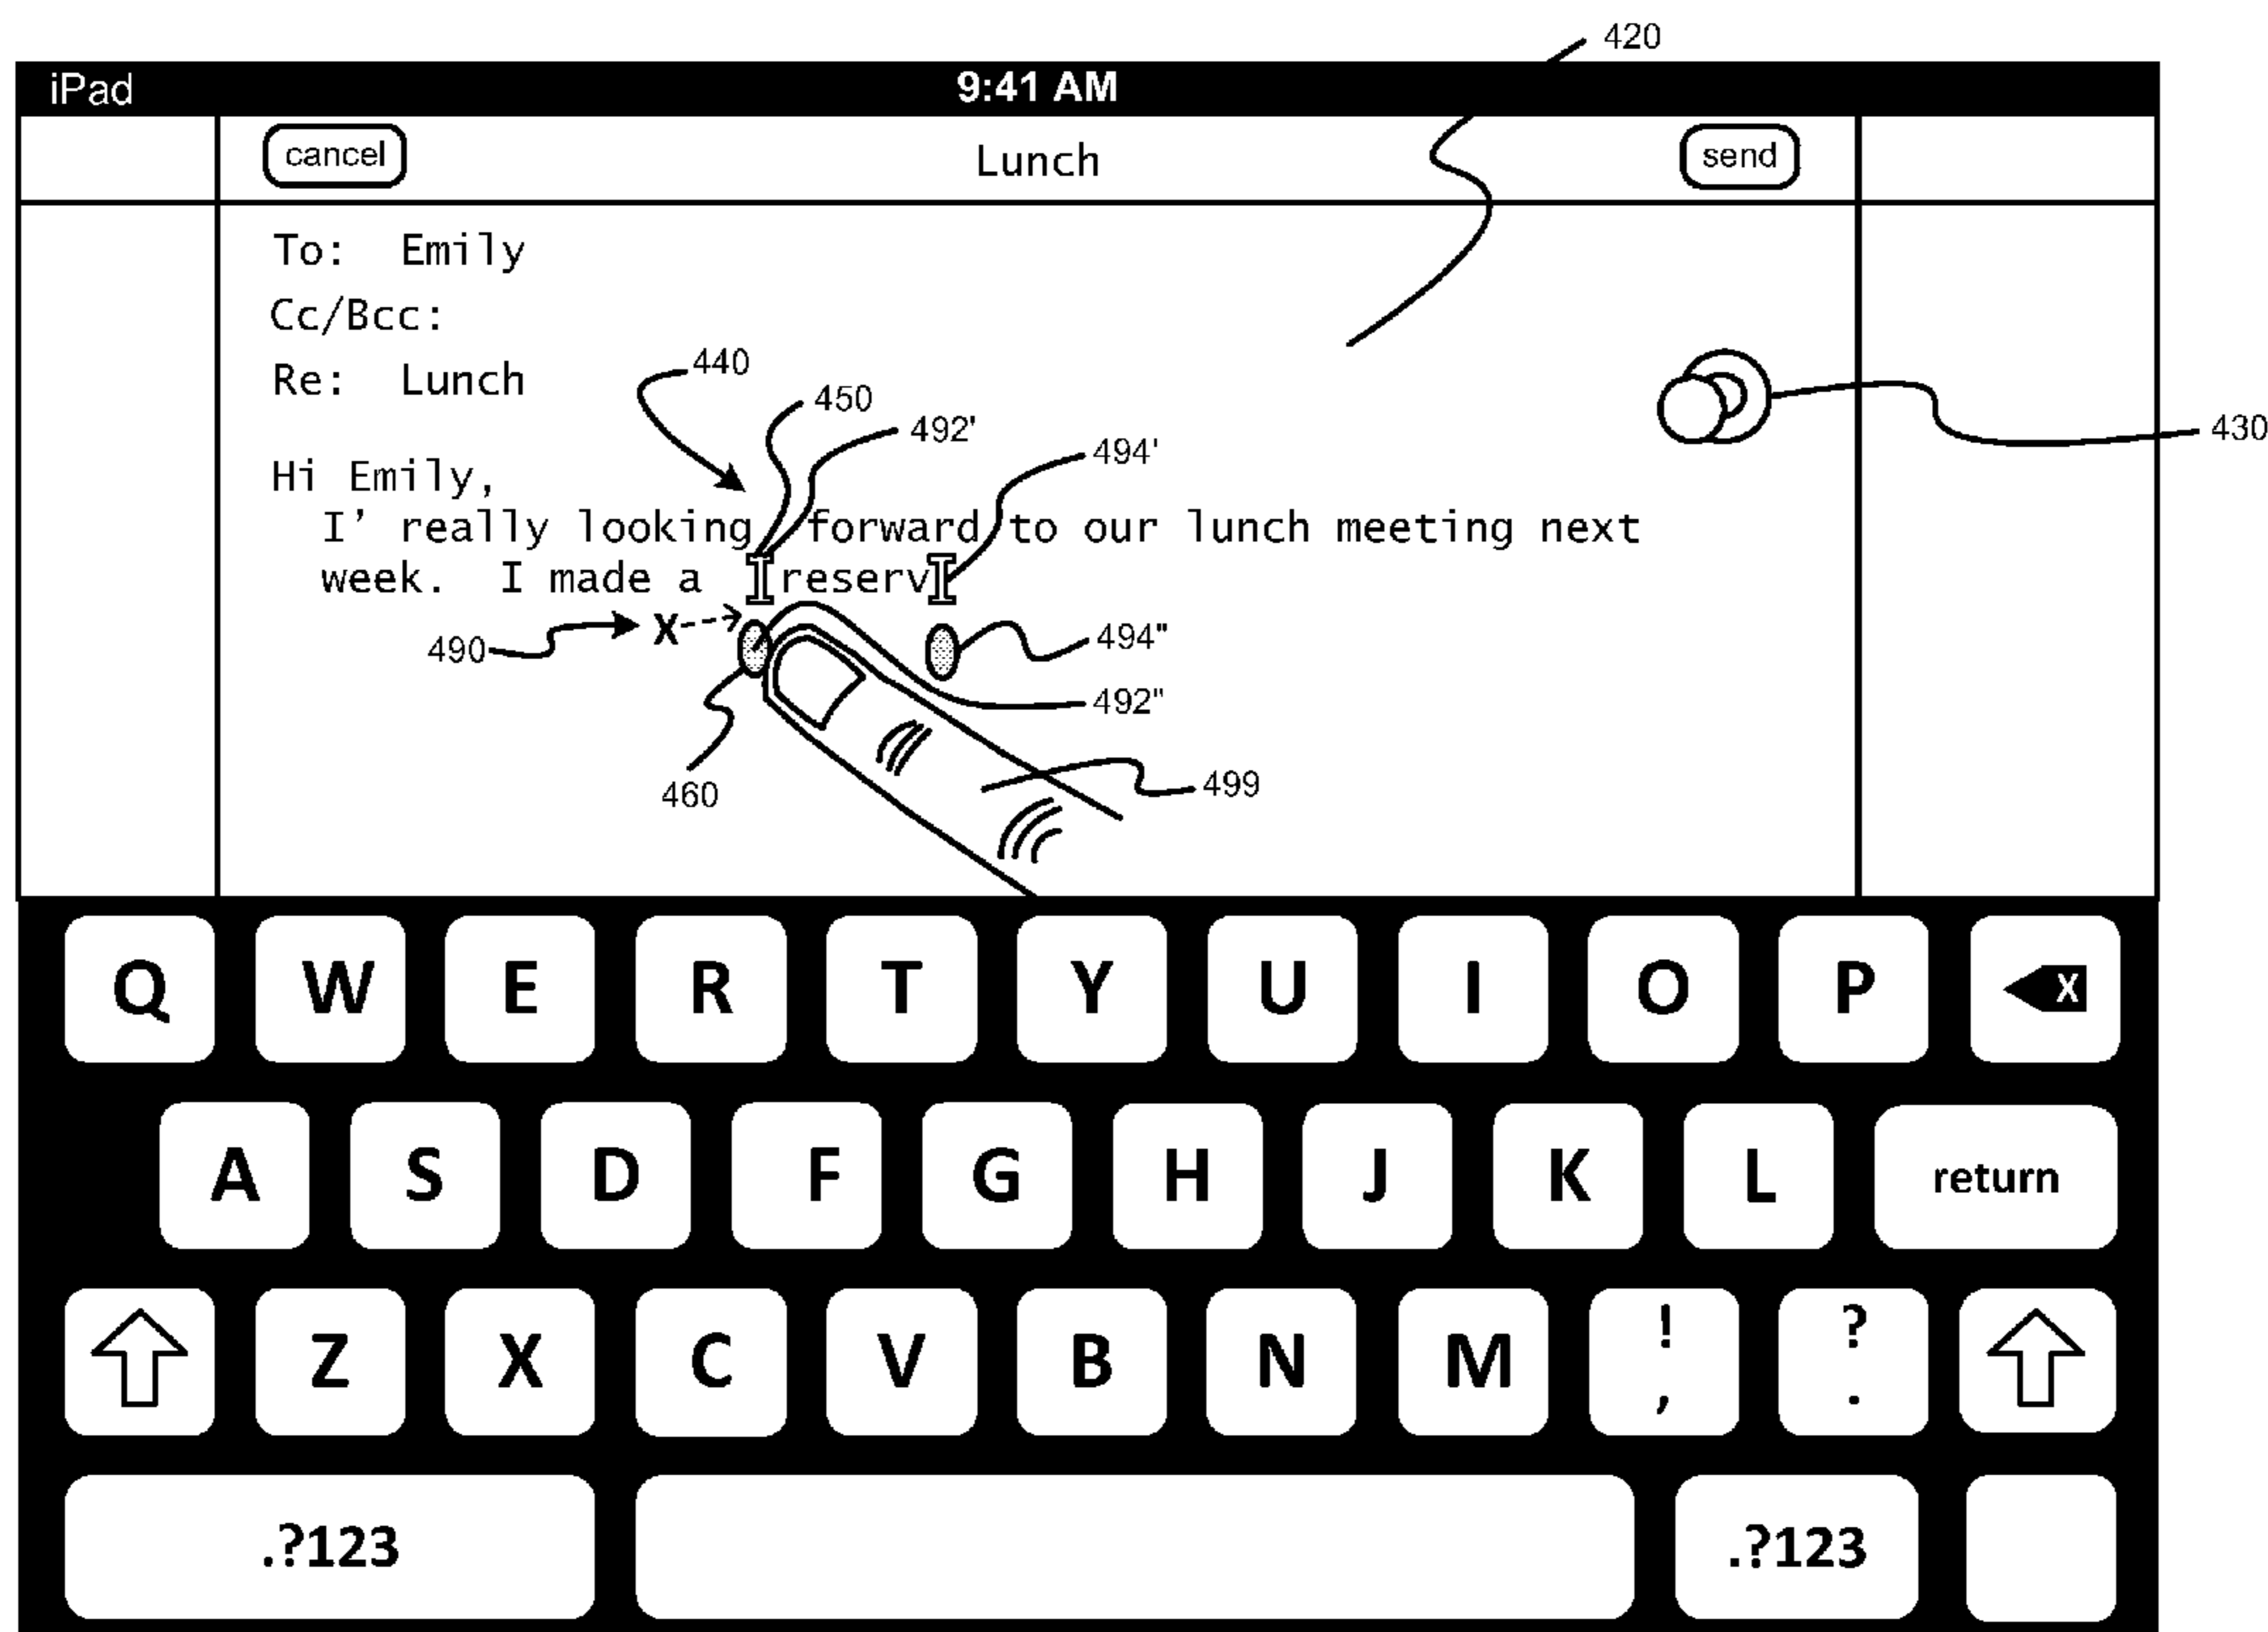 420
iPad 9:41 AM
cancel Lunch send
To: Emily
Cc/Bcc:
Re: Lunch
440
450
492'
430
494'
Hi Emily,
I' really looking forward to our lunch meeting next
week. I made a reserv
490 X
494"
492"
460
499
Q W E R T Y U I O P X
A S D F G H J K L return
Z X C V B N M ! , ? .
.?123 .?123